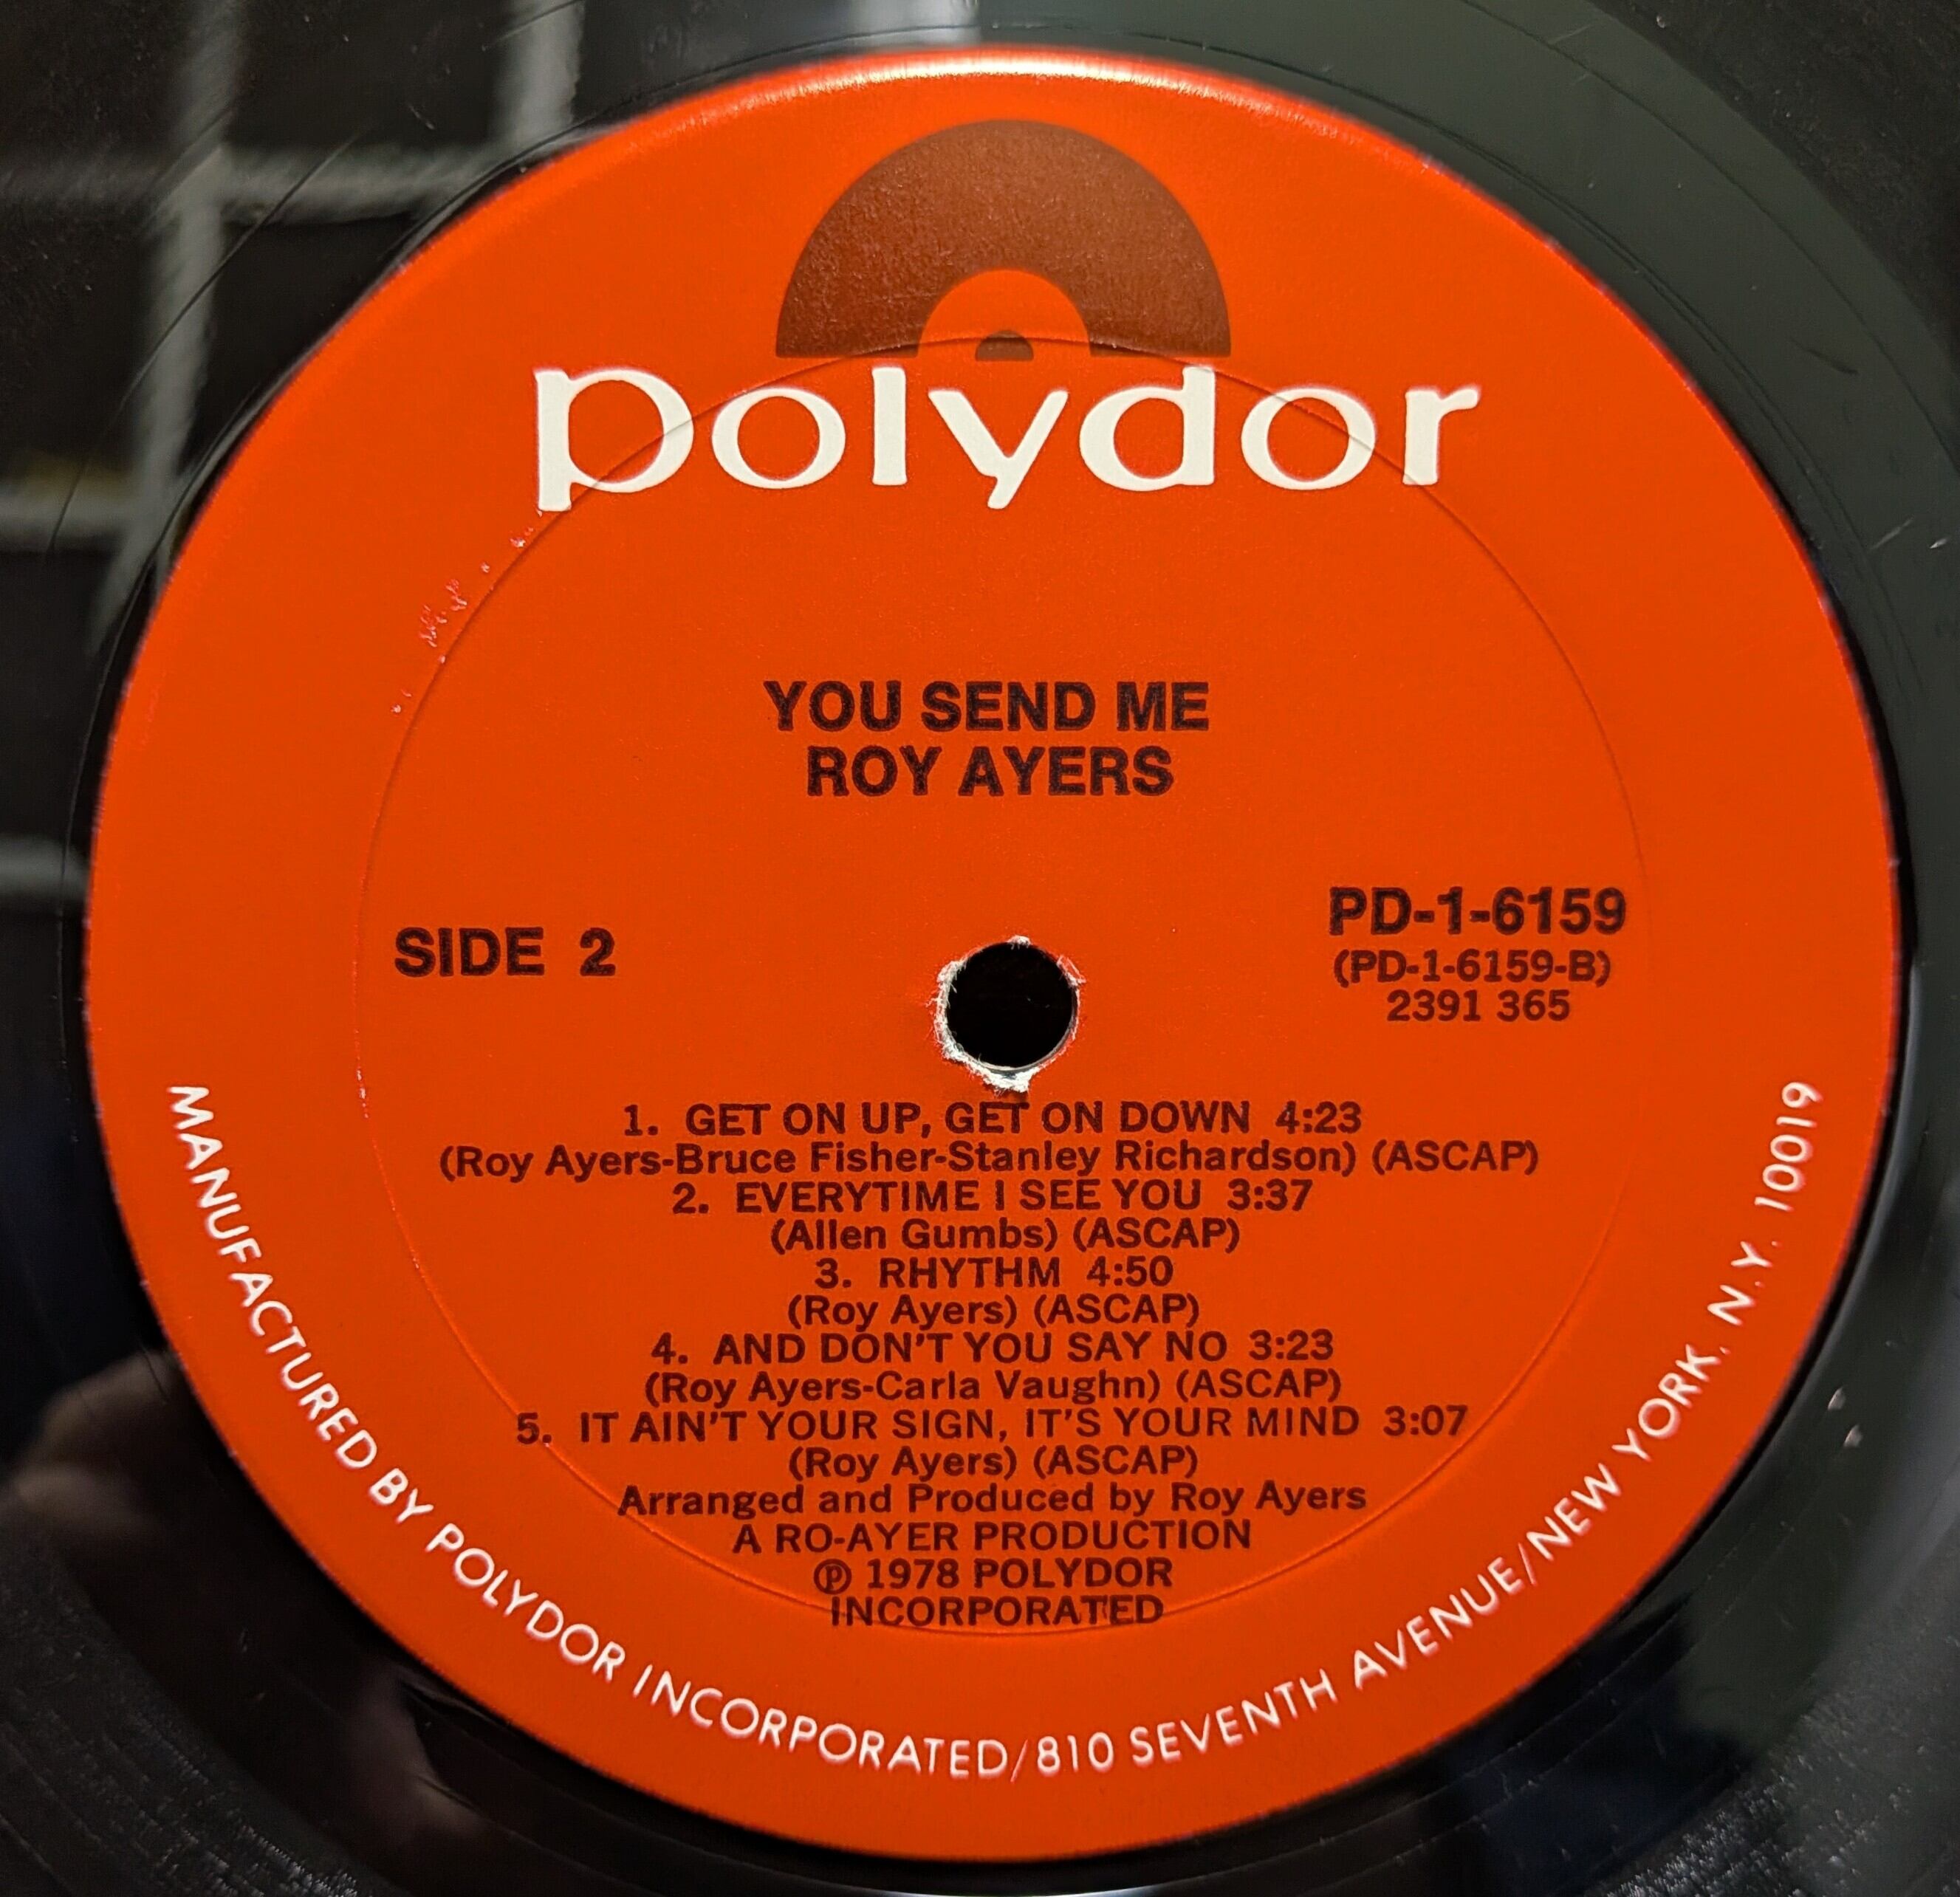 polydor
YOU SEND ME
ROY AYERS
SIDE 2
PD-1-6159
(PD-1-6159-B)
2391 365
1. GET ON UP, GET ON DOWN 4:23
(Roy Ayers-Bruce Fisher-Stanley Richardson) (ASCAP)
2. EVERYTIME I SEE YOU 3:37
(Allen Gumbs) (ASCAP)
3. RHYTHM 4:50
(Roy Ayers) (ASCAP)
4. AND DON'T YOU SAY NO 3:23
(Roy Ayers-Carla Vaughn) (ASCAP)
5. IT AIN'T YOUR SIGN, IT'S YOUR MIND 3:07
(Roy Ayers) (ASCAP)
Arranged and Produced by Roy Ayers
A RO-AYER PRODUCTION
℗ 1978 POLYDOR
INCORPORATED
MANUFACTURED BY POLYDOR INCORPORATED/810 SEVENTH AVENUE/NEW YORK, N.Y. 10019